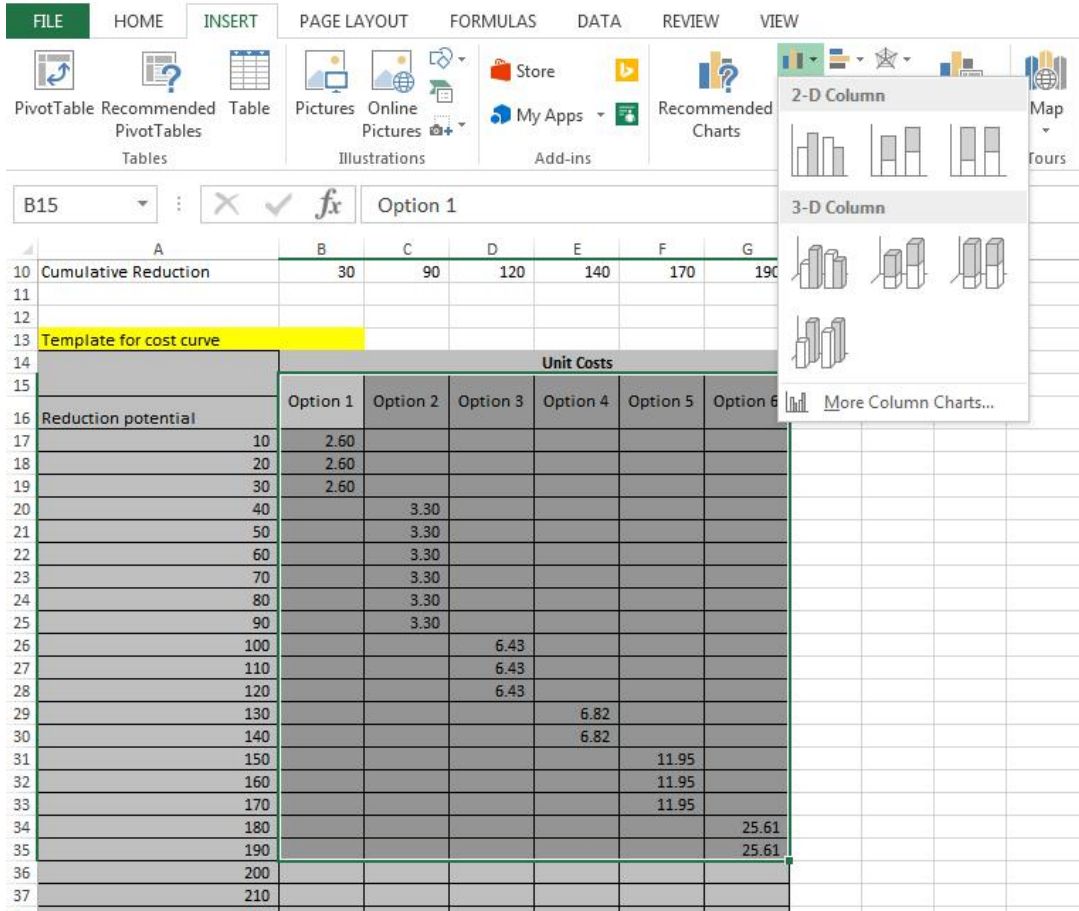 FILE HOME INSERT PAGE LAYOUT FORMULAS DATA REVIEW VIEW
PivotTable Recommended PivotTables Table
Tables
Pictures Online Pictures
Illustrations
Store
My Apps
Add-ins
Recommended Charts
Map
Tours
2-D Column
3-D Column
More Column Charts...
B15 fx Option 1
A B C D E F G
10 Cumulative Reduction 30 90 120 140 170 190
11
12
13 Template for cost curve
14 Unit Costs
15
16 Reduction potential Option 1 Option 2 Option 3 Option 4 Option 5 Option 6
17 10 2.60
18 20 2.60
19 30 2.60
20 40 3.30
21 50 3.30
22 60 3.30
23 70 3.30
24 80 3.30
25 90 3.30
26 100 6.43
27 110 6.43
28 120 6.43
29 130 6.82
30 140 6.82
31 150 11.95
32 160 11.95
33 170 11.95
34 180 25.61
35 190 25.61
36 200
37 210